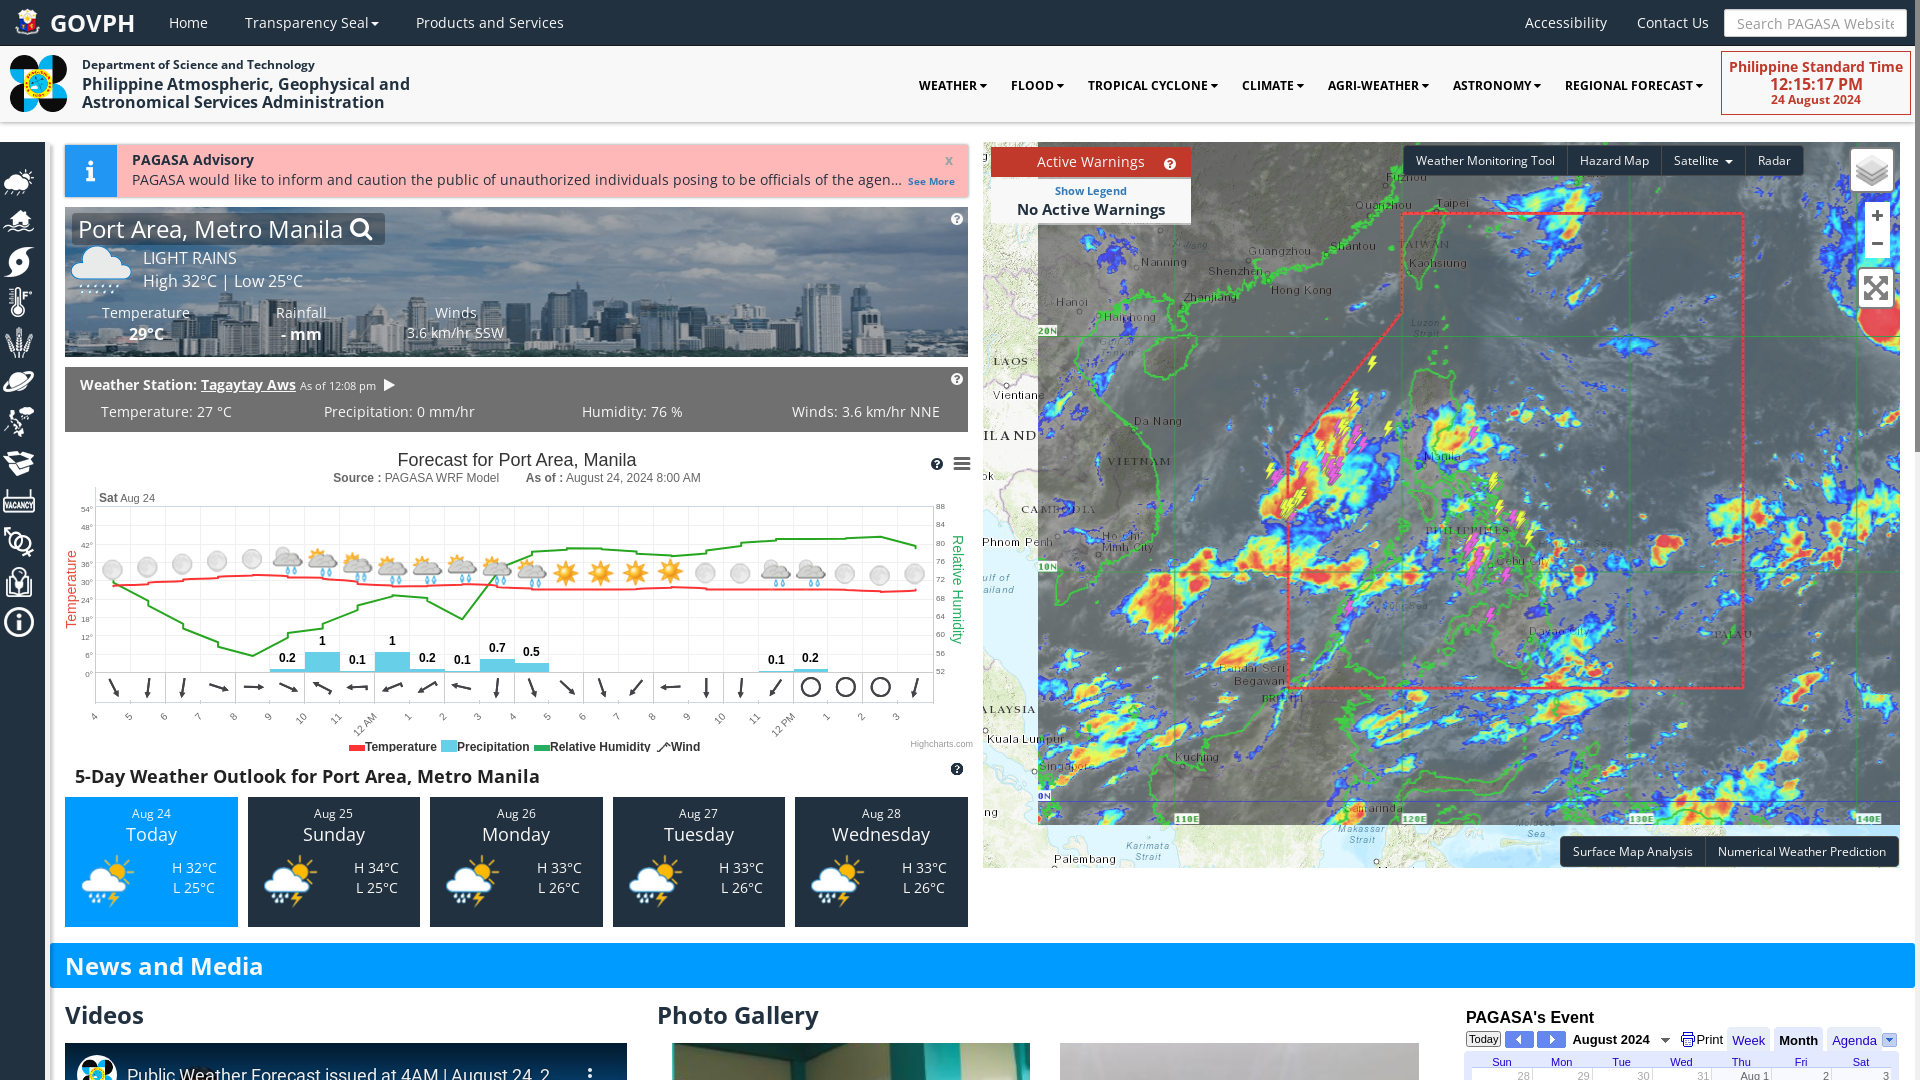 GOVPH
Home
Transparency Seal
Products and Services
Accessibility
Contact Us
Search PAGASA Website
Department of Science and Technology
Philippine Atmospheric, Geophysical and
Astronomical Services Administration
WEATHER
FLOOD
TROPICAL CYCLONE
CLIMATE
AGRI-WEATHER
ASTRONOMY
REGIONAL FORECAST
Philippine Standard Time
12:15:17 PM
24 August 2024
PAGASA Advisory
x
PAGASA would like to inform and caution the public of unauthorized individuals posing to be officials of the agen... See More
Port Area, Metro Manila
LIGHT RAINS
High 32°C | Low 25°C
Temperature
29°C
Rainfall
- mm
Winds
3.6 km/hr SSW
Weather Station: Tagaytay Aws As of 12:08 pm
Temperature: 27 °C
Precipitation: 0 mm/hr
Humidity: 76 %
Winds: 3.6 km/hr NNE
Forecast for Port Area, Manila
Source : PAGASA WRF Model As of : August 24, 2024 8:00 AM
Sat Aug 24
54° 48° 42° 36° 30° 24° 18° 12° 6° 0°
Temperature
88 84 80 76 72 68 64 60 56 52
Relative Humidity
0.2 1 0.1 1 0.2 0.1 0.7 0.5 0.1 0.2
4 5 6 7 8 9 10 11 12 AM 1 2 3 4 5 6 7 8 9 10 11 12 PM 1 2 3
Temperature Precipitation Relative Humidity Wind
Highcharts.com
5-Day Weather Outlook for Port Area, Metro Manila
Aug 24
Today
H 32°C
L 25°C
Aug 25
Sunday
H 34°C
L 25°C
Aug 26
Monday
H 33°C
L 26°C
Aug 27
Tuesday
H 33°C
L 26°C
Aug 28
Wednesday
H 33°C
L 26°C
VACANCY
Active Warnings
Show Legend
No Active Warnings
Weather Monitoring Tool
Hazard Map
Satellite
Radar
+
−
Fuzhou
Quanzhou
Taipei
Shantou
TAIWAN
Kaohsiung
Guangzhou
Nanning
Shenzhen
Hong Kong
Zhanjiang
Hanoi
Haiphong
Luzon
Strait
20N
LAOS
Vientiane
Da Nang
ILAND
VIETNAM
Manila
CAMBODIA
Phnom Penh
Ho Chi
Minh City
PHILIPPINES
Cebu City
10N
ulf of
ailand
Davao City
PALAU
Bandar Seri
Begawan
BRUNEI
ALAYSIA
Kuala Lumpur
Kuching
Singapore
0N
Samarinda
110E
120E
130E
140E
Makassar
Strait
Karimata
Strait
Palembang
Sea
Surface Map Analysis
Numerical Weather Prediction
News and Media
Videos
Public Weather Forecast issued at 4AM | August 24, 2
Photo Gallery
PAGASA's Event
Today
August 2024
Print
Week
Month
Agenda
Sun Mon Tue Wed Thu Fri Sat
28 29 30 31 Aug 1 2 3